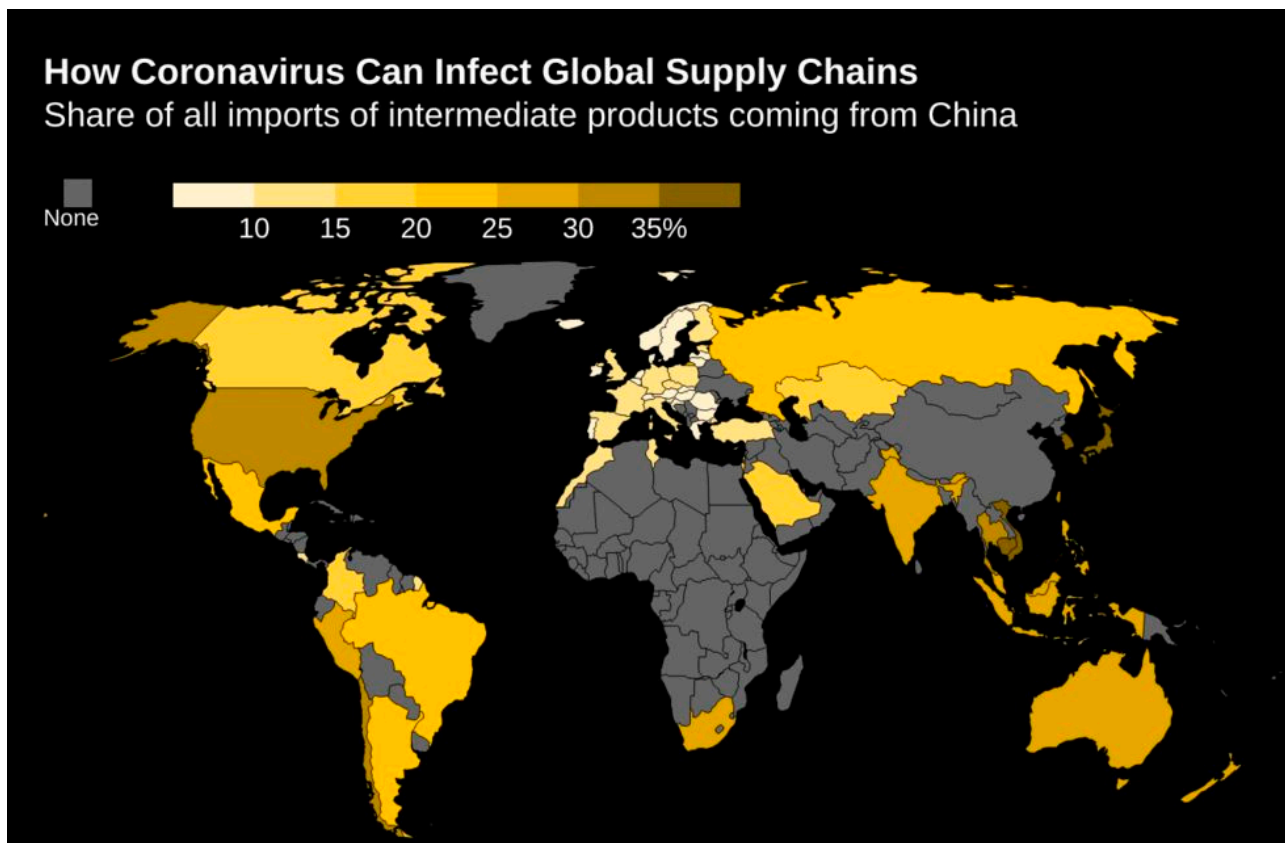 How Coronavirus Can Infect Global Supply Chains
Share of all imports of intermediate products coming from China
None
10 15 20 25 30 35%